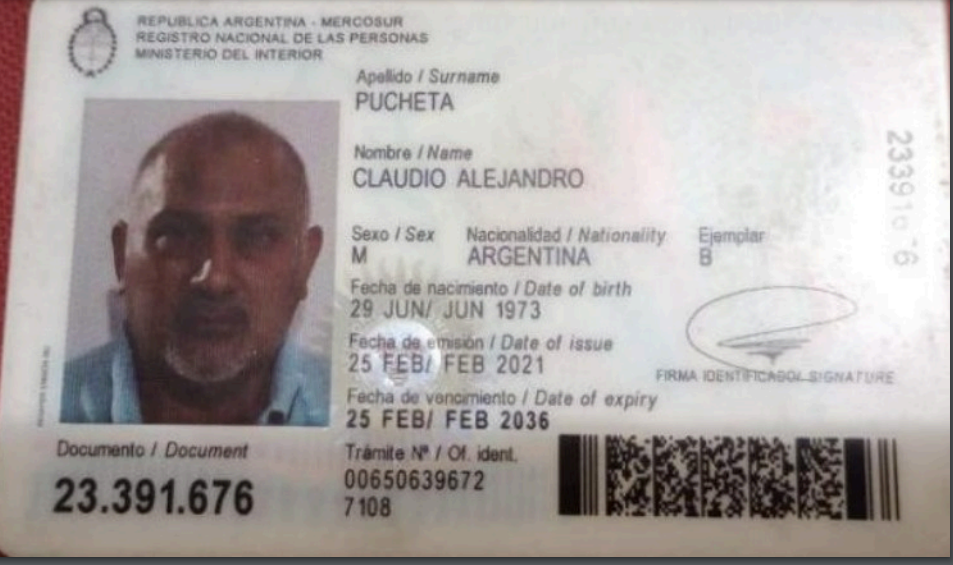 REPUBLICA ARGENTINA - MERCOSUR
REGISTRO NACIONAL DE LAS PERSONAS
MINISTERIO DEL INTERIOR
Apellido / Surname
PUCHETA
Nombre / Name
CLAUDIO ALEJANDRO
Sexo / Sex Nacionalidad / Nationality Ejemplar
M ARGENTINA B
Fecha de nacimiento / Date of birth
29 JUN/ JUN 1973
Fecha de emisión / Date of issue
25 FEB/ FEB 2021
FIRMA IDENTIFICADO/ SIGNATURE
Fecha de vencimiento / Date of expiry
25 FEB/ FEB 2036
Documento / Document
23.391.676
Trámite Nº / Of. ident.
00650639672
7108